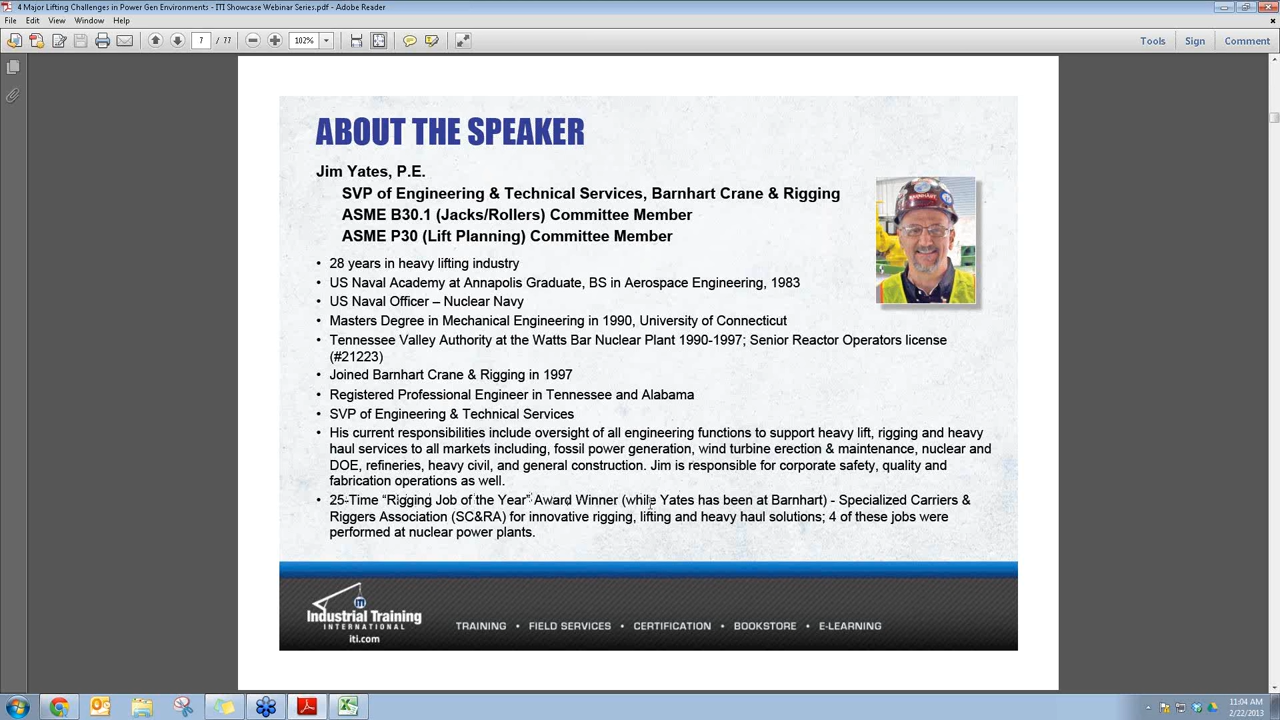 4 Major Lifting Challenges in Power Gen Environments - ITI Showcase Webinar Series.pdf - Adobe Reader
File Edit View Window Help
7 / 77 102% Tools Sign Comment
ABOUT THE SPEAKER
Jim Yates, P.E.
SVP of Engineering & Technical Services, Barnhart Crane & Rigging
ASME B30.1 (Jacks/Rollers) Committee Member
ASME P30 (Lift Planning) Committee Member
• 28 years in heavy lifting industry
• US Naval Academy at Annapolis Graduate, BS in Aerospace Engineering, 1983
• US Naval Officer – Nuclear Navy
• Masters Degree in Mechanical Engineering in 1990, University of Connecticut
• Tennessee Valley Authority at the Watts Bar Nuclear Plant 1990-1997; Senior Reactor Operators license
(#21223)
• Joined Barnhart Crane & Rigging in 1997
• Registered Professional Engineer in Tennessee and Alabama
• SVP of Engineering & Technical Services
• His current responsibilities include oversight of all engineering functions to support heavy lift, rigging and heavy
haul services to all markets including, fossil power generation, wind turbine erection & maintenance, nuclear and
DOE, refineries, heavy civil, and general construction. Jim is responsible for corporate safety, quality and
fabrication operations as well.
• 25-Time “Rigging Job of the Year” Award Winner (while Yates has been at Barnhart) - Specialized Carriers &
Riggers Association (SC&RA) for innovative rigging, lifting and heavy haul solutions; 4 of these jobs were
performed at nuclear power plants.
BARNHART
Industrial Training
INTERNATIONAL
iti.com
TRAINING • FIELD SERVICES • CERTIFICATION • BOOKSTORE • E-LEARNING
11:04 AM
2/22/2013